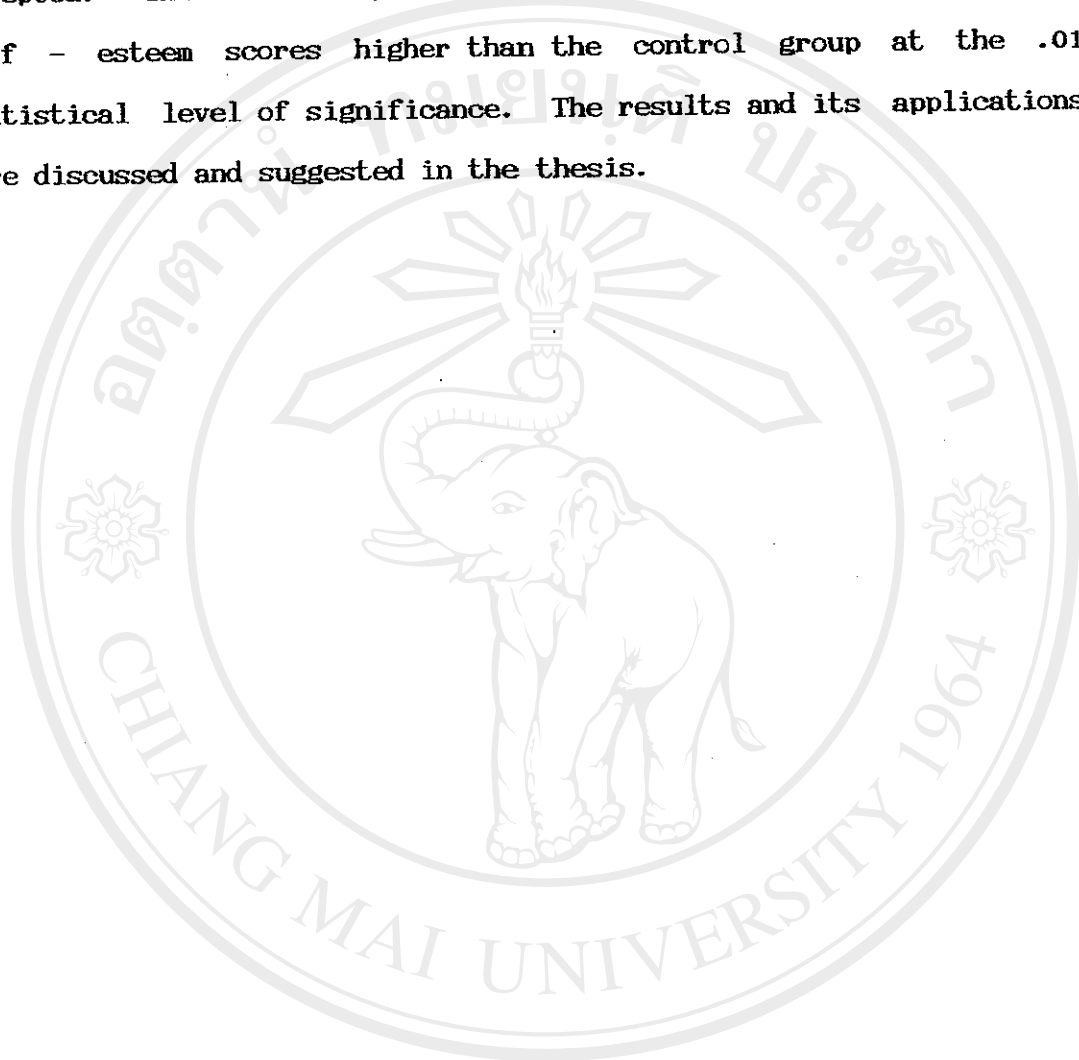 f - esteem scores higher than the control group at the .01
tistical level of significance. The results and its applications
e discussed and suggested in the thesis.
CHIANG MAI UNIVERSITY 1964